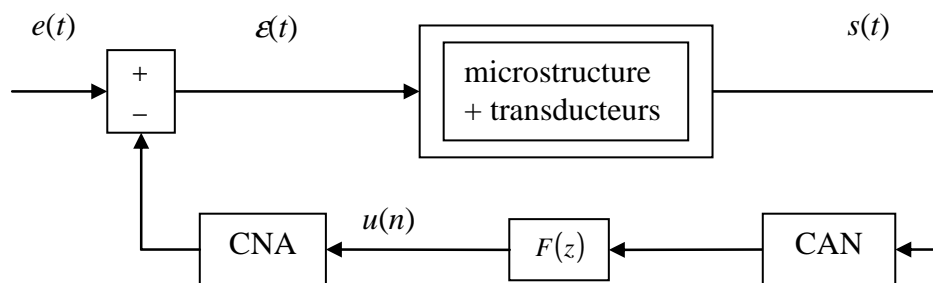 e(t)
ε(t)
s(t)
+
−
microstructure
+ transducteurs
u(n)
CNA
F(z)
CAN